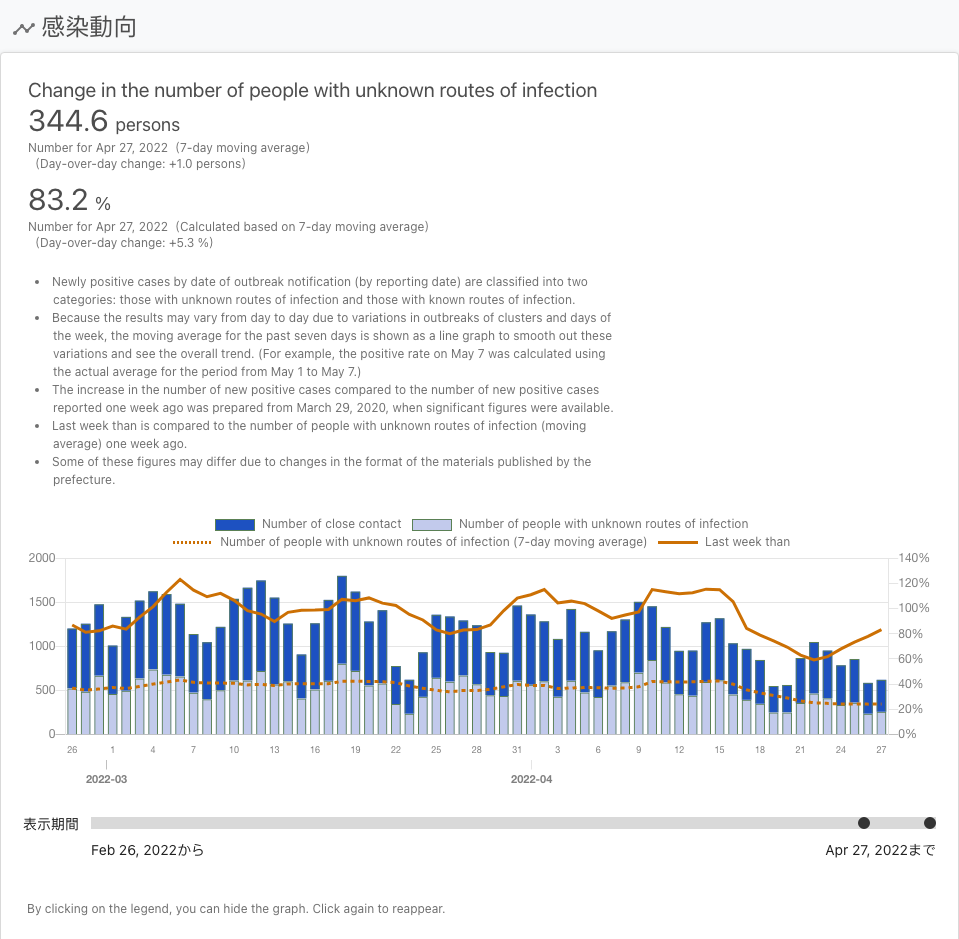 感染動向
Change in the number of people with unknown routes of infection
344.6 persons
Number for Apr 27, 2022 (7-day moving average)
(Day-over-day change: +1.0 persons)
83.2 %
Number for Apr 27, 2022 (Calculated based on 7-day moving average)
(Day-over-day change: +5.3 %)
• Newly positive cases by date of outbreak notification (by reporting date) are classified into two
categories: those with unknown routes of infection and those with known routes of infection.
• Because the results may vary from day to day due to variations in outbreaks of clusters and days of
the week, the moving average for the past seven days is shown as a line graph to smooth out these
variations and see the overall trend. (For example, the positive rate on May 7 was calculated using
the actual average for the period from May 1 to May 7.)
• The increase in the number of new positive cases compared to the number of new positive cases
reported one week ago was prepared from March 29, 2020, when significant figures were available.
• Last week than is compared to the number of people with unknown routes of infection (moving
average) one week ago.
• Some of these figures may differ due to changes in the format of the materials published by the
prefecture.
Number of close contact Number of people with unknown routes of infection
Number of people with unknown routes of infection (7-day moving average) Last week than
2000 140%
120%
1500 100%
1000 80%
60%
500 40%
20%
0 0%
26 1 4 7 10 13 16 19 22 25 28 31 3 6 9 12 15 18 21 24 27
2022-03 2022-04
表示期間
Feb 26, 2022から Apr 27, 2022まで
By clicking on the legend, you can hide the graph. Click again to reappear.